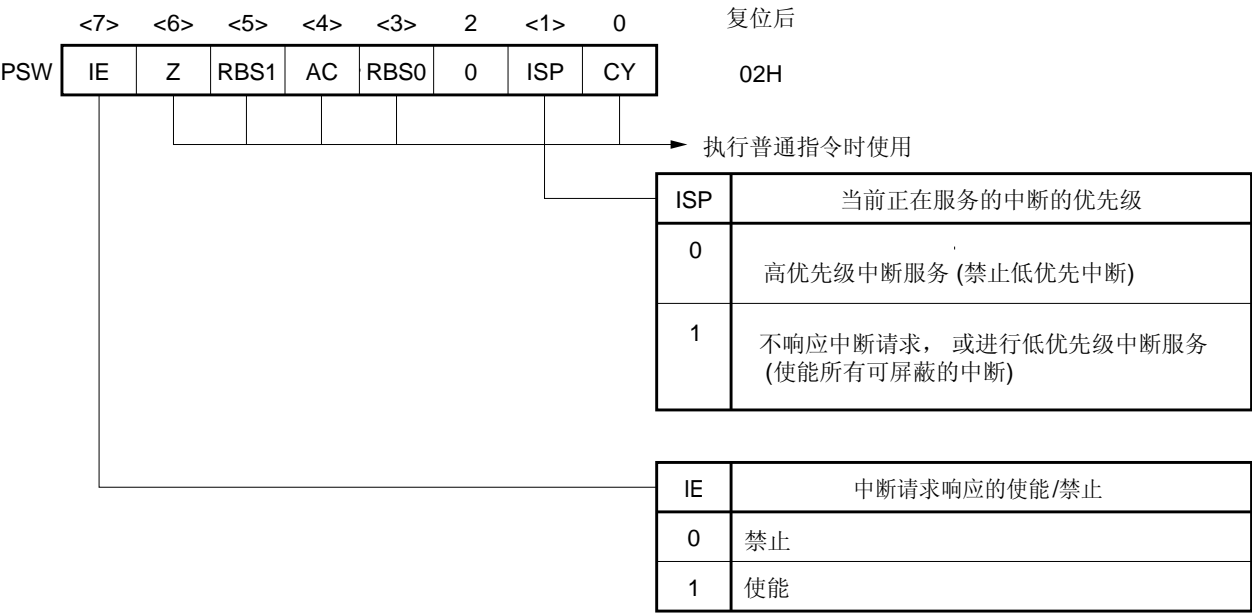 <7> <6> <5> <4> <3> 2 <1> 0 复位后
PSW IE Z RBS1 AC RBS0 0 ISP CY 02H
执行普通指令时使用
ISP 当前正在服务的中断的优先级
0 高优先级中断服务 (禁止低优先中断)
1 不响应中断请求， 或进行低优先级中断服务
(使能所有可屏蔽的中断)
IE 中断请求响应的使能/禁止
0 禁止
1 使能